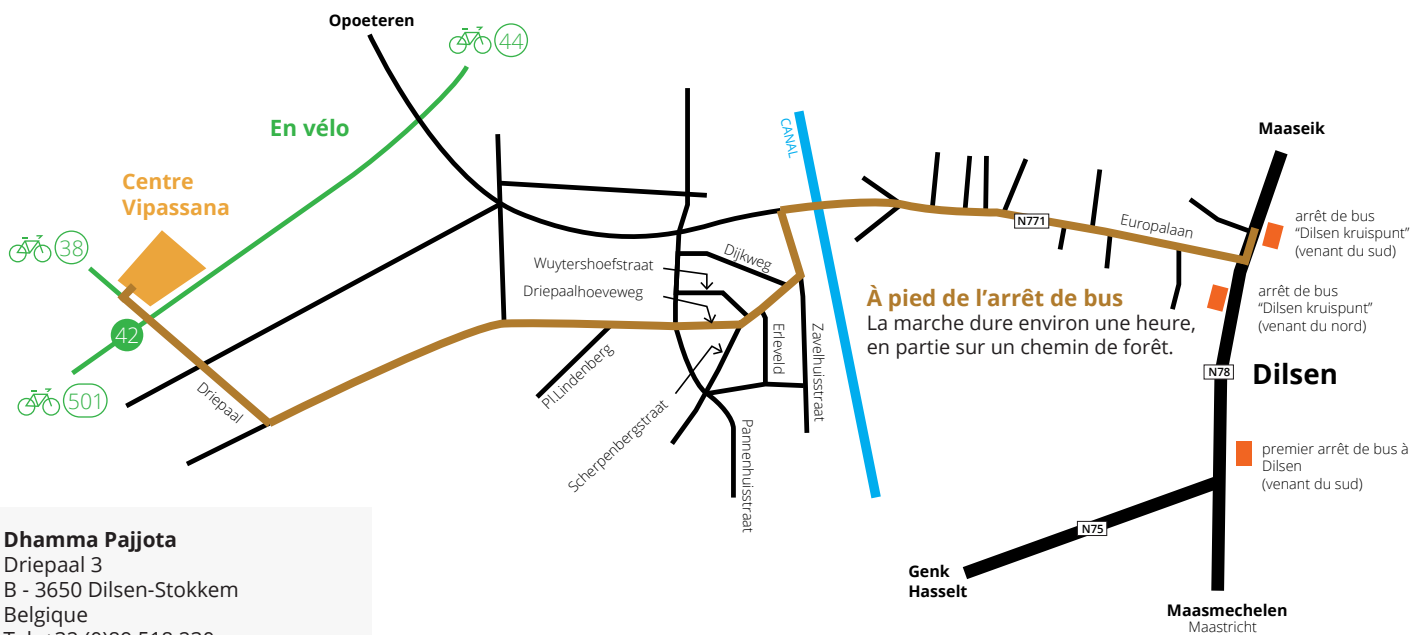 Opoeteren
44
En vélo
Maaseik
CANAL
Centre
Vipassana
38
N771
Europalaan
arrêt de bus
“Dilsen kruispunt”
(venant du sud)
Dijkweg
Wuytershoefstraat
Driepaalhoeveweg
À pied de l’arrêt de bus
La marche dure environ une heure,
en partie sur un chemin de forêt.
arrêt de bus
“Dilsen kruispunt”
(venant du nord)
42
Erleveld
Zavelhuisstraat
N78
Dilsen
Pl.Lindenberg
Driepaal
501
Scherpenbergstraat
Pannenhuisstraat
premier arrêt de bus à
Dilsen
(venant du sud)
N75
Genk
Hasselt
Maasmechelen
Maastricht
Dhamma Pajjota
Driepaal 3
B - 3650 Dilsen-Stokkem
Belgique